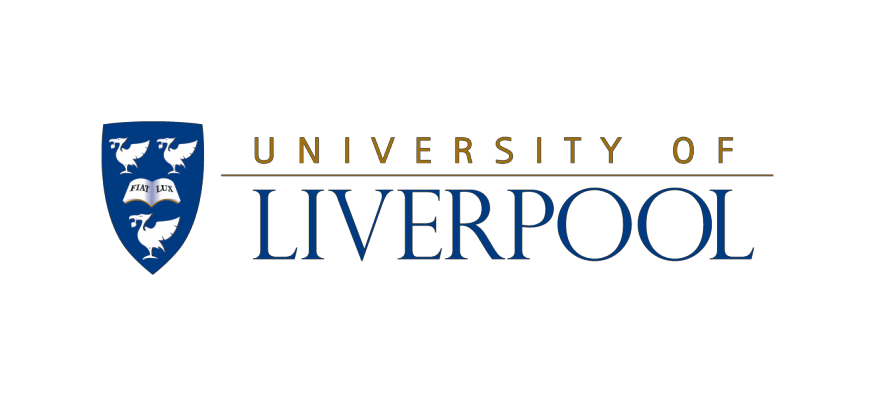 FIAT LUX
UNIVERSITY OF
LIVERPOOL